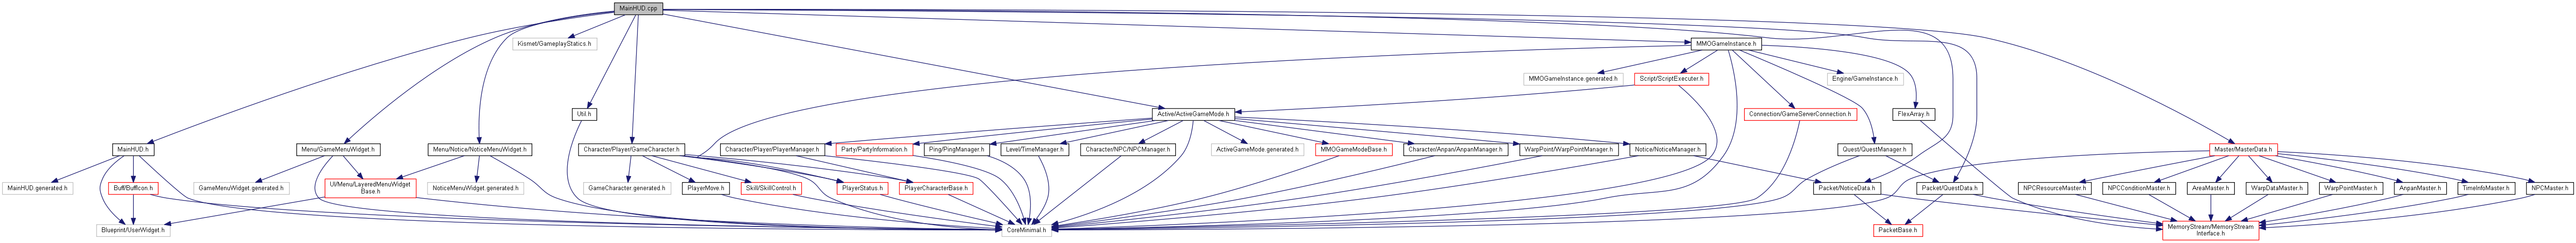 MainHUD.cpp
Kismet/GameplayStatics.h
MMOGameInstance.h
MMOGameInstance.generated.h
Script/ScriptExecuter.h
Engine/GameInstance.h
Util.h
Active/ActiveGameMode.h
Connection/GameServerConnection.h
FlexArray.h
MainHUD.h
Menu/GameMenuWidget.h
Menu/Notice/NoticeMenuWidget.h
Character/Player/GameCharacter.h
Character/Player/PlayerManager.h
Party/PartyInformation.h
Ping/PingManager.h
Level/TimeManager.h
Character/NPC/NPCManager.h
ActiveGameMode.generated.h
MMOGameModeBase.h
Character/Anpan/AnpanManager.h
WarpPoint/WarpPointManager.h
Notice/NoticeManager.h
Quest/QuestManager.h
Master/MasterData.h
MainHUD.generated.h
Buff/BuffIcon.h
GameMenuWidget.generated.h
UI/Menu/LayeredMenuWidget
Base.h
NoticeMenuWidget.generated.h
GameCharacter.generated.h
PlayerMove.h
Skill/SkillControl.h
PlayerStatus.h
PlayerCharacterBase.h
Packet/NoticeData.h
Packet/QuestData.h
NPCResourceMaster.h
NPCConditionMaster.h
AreaMaster.h
WarpDataMaster.h
WarpPointMaster.h
AnpanMaster.h
TimeInfoMaster.h
NPCMaster.h
Blueprint/UserWidget.h
CoreMinimal.h
PacketBase.h
MemoryStream/MemoryStream
Interface.h